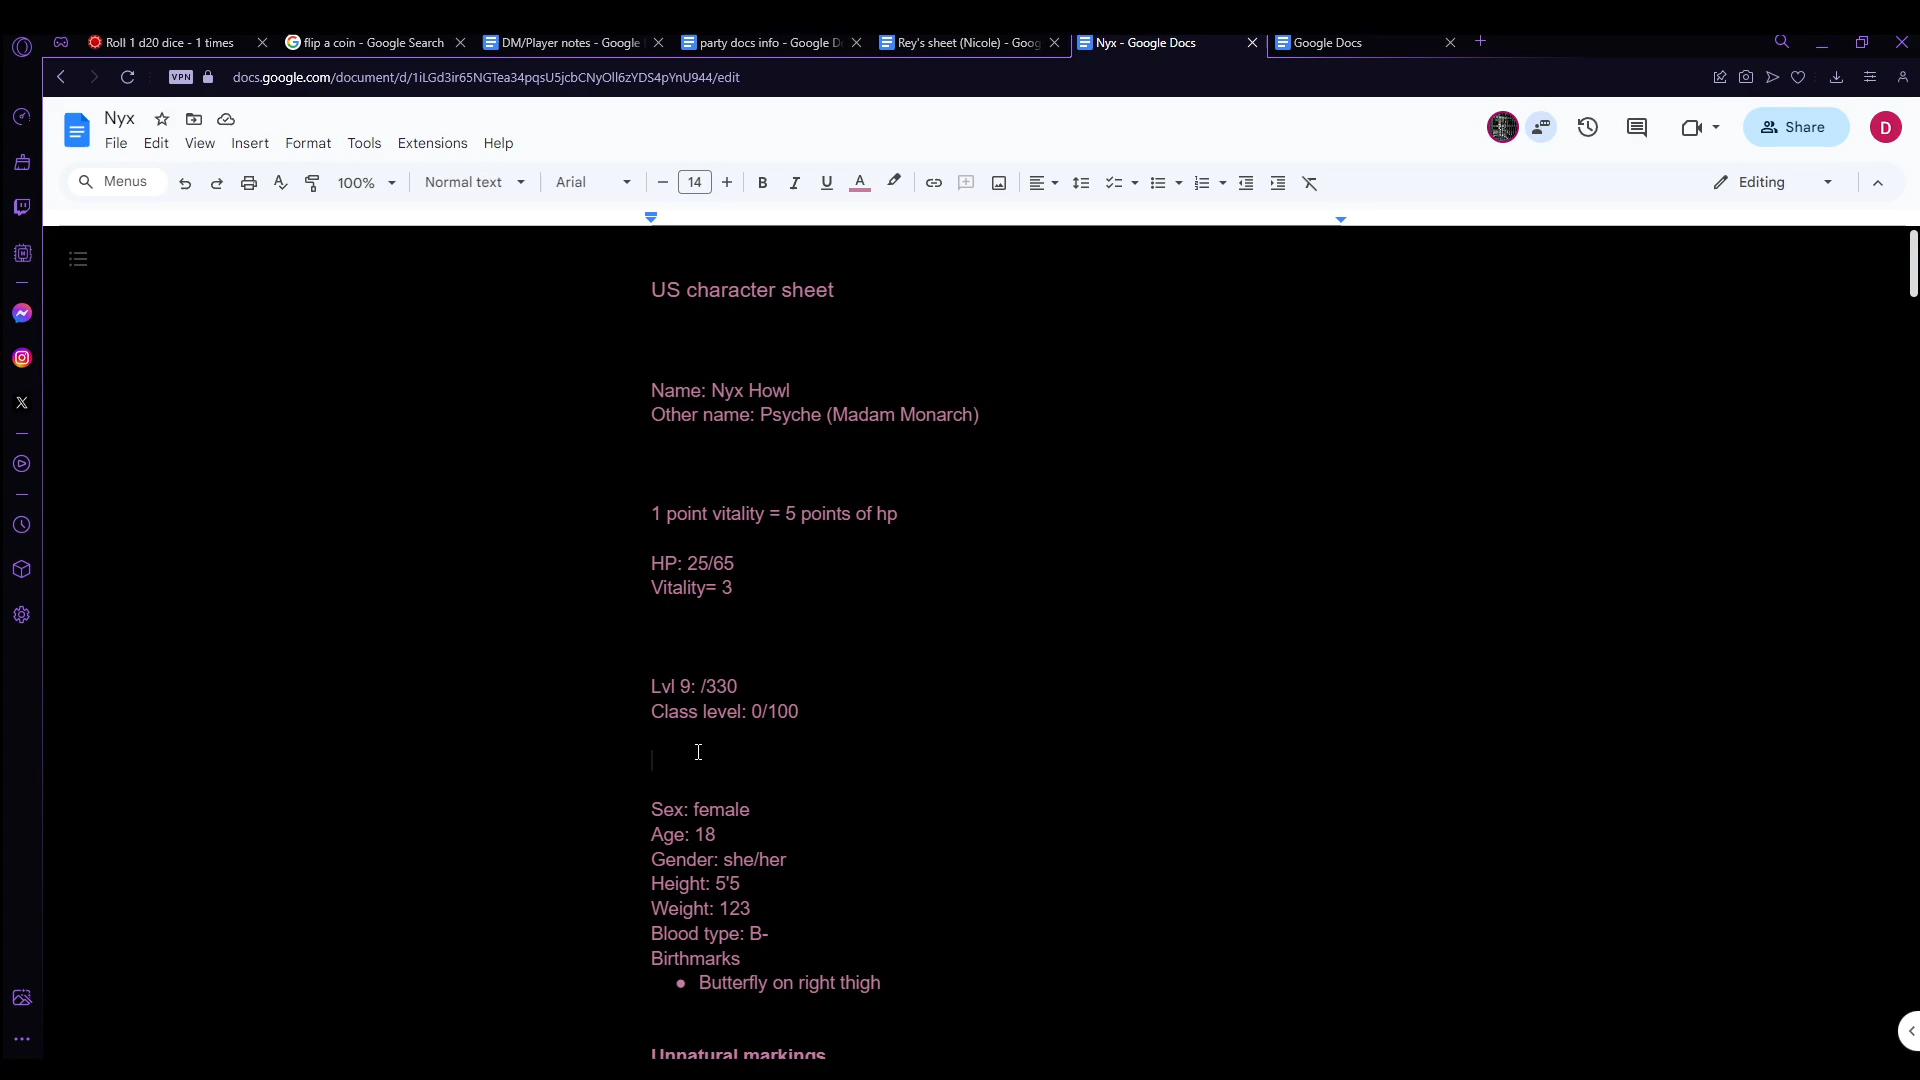 Roll 1 d20 dice - 1 times
flip a coin - Google Search
DM/Player notes - Google
party docs info - Google D
Rey's sheet (Nicole) - Goog
Nyx - Google Docs
Google Docs
VPN
docs.google.com/document/d/1iLGd3ir65NGTea34pqsU5jcbCNyOll6zYDS4pYnU944/edit
Nyx
Share
D
File Edit View Insert Format Tools Extensions Help
Menus 100% Normal text Arial 14 B I U A Editing
US character sheet
Name: Nyx Howl
Other name: Psyche (Madam Monarch)
1 point vitality = 5 points of hp
HP: 25/65
Vitality= 3
Lvl 9: /330
Class level: 0/100
Sex: female
Age: 18
Gender: she/her
Height: 5'5
Weight: 123
Blood type: B-
Birthmarks
● Butterfly on right thigh
Unnatural markings